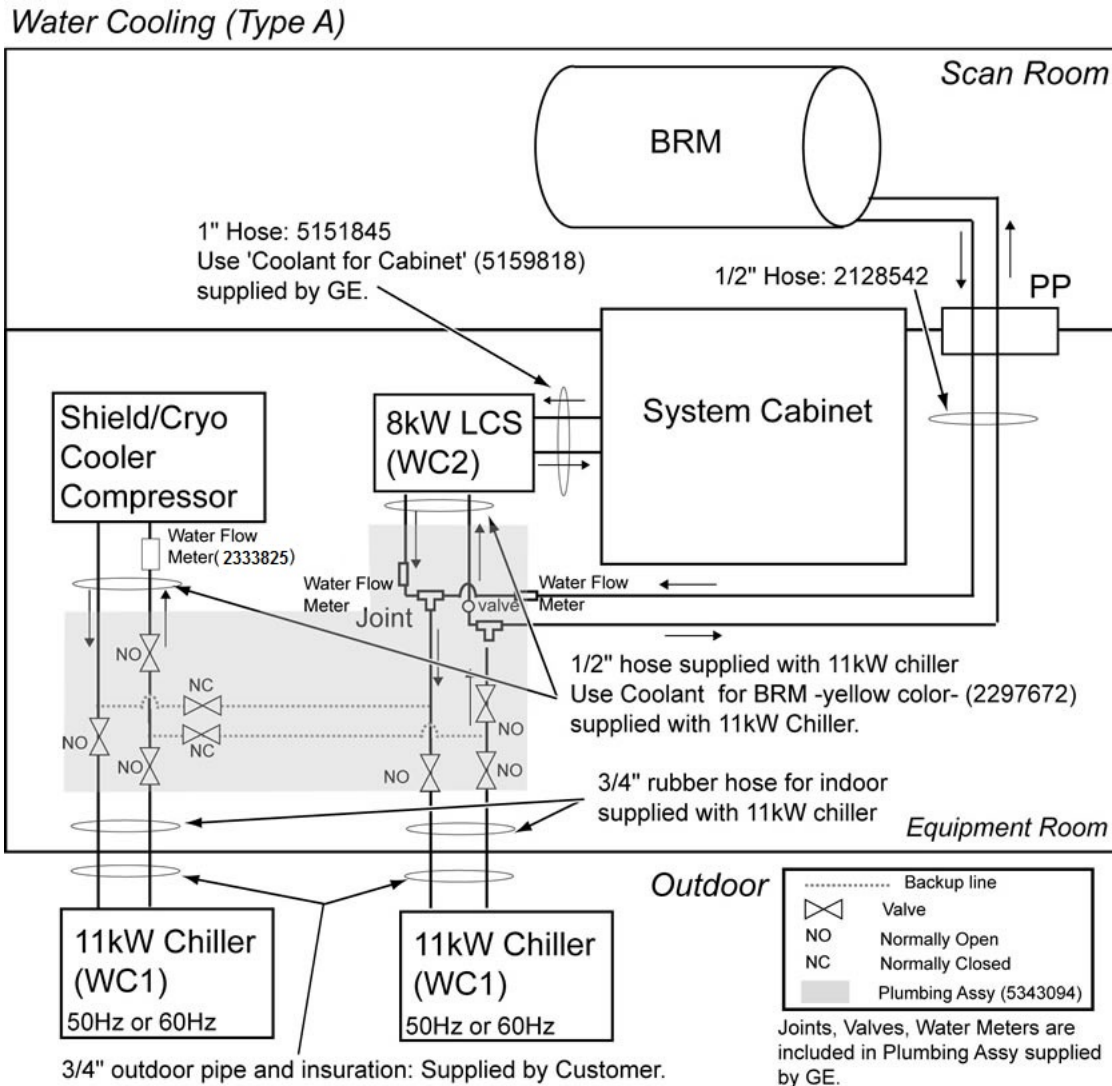 Water Cooling (Type A)
Scan Room
BRM
1" Hose: 5151845
Use 'Coolant for Cabinet' (5159818)
supplied by GE.
1/2" Hose: 2128542
PP
Shield/Cryo
Cooler
Compressor
8kW LCS
(WC2)
System Cabinet
Water Flow
Meter(2333825)
Water Flow
Meter
Joint
valve
Water Flow
Meter
NO
NC
NO
NC
NO
NO
NO
NO
1/2" hose supplied with 11kW chiller
Use Coolant for BRM -yellow color- (2297672)
supplied with 11kW Chiller.
3/4" rubber hose for indoor
supplied with 11kW chiller
Equipment Room
Outdoor
11kW Chiller
(WC1)
50Hz or 60Hz
11kW Chiller
(WC1)
50Hz or 60Hz
Backup line
Valve
NO Normally Open
NC Normally Closed
Plumbing Assy (5343094)
Joints, Valves, Water Meters are
included in Plumbing Assy supplied
by GE.
3/4" outdoor pipe and insuration: Supplied by Customer.